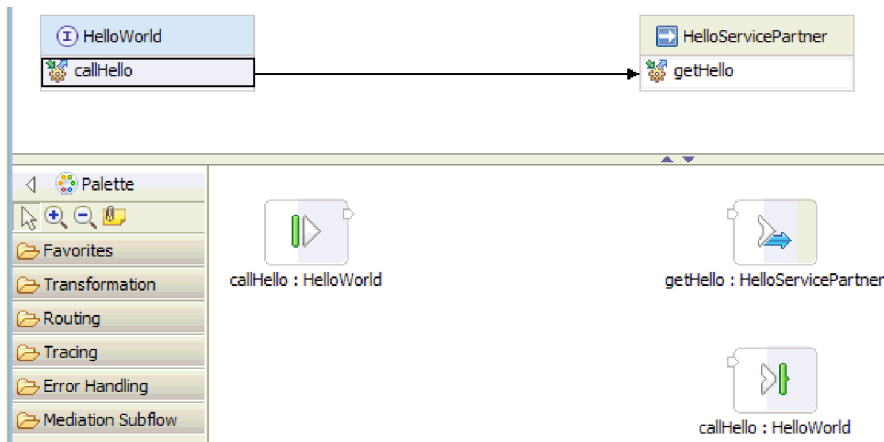 HelloWorld
HelloServicePartner
callHello
getHello
Palette
Favorites
Transformation
Routing
Tracing
Error Handling
Mediation Subflow
callHello : HelloWorld
getHello : HelloServicePartner
callHello : HelloWorld